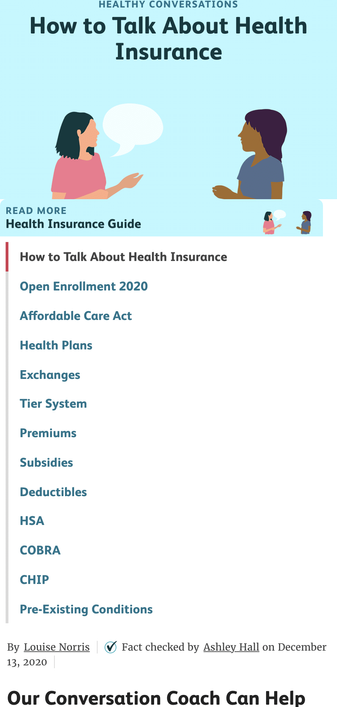 HEALTHY CONVERSATIONS
How to Talk About Health
Insurance
READ MORE
Health Insurance Guide
How to Talk About Health Insurance
Open Enrollment 2020
Affordable Care Act
Health Plans
Exchanges
Tier System
Premiums
Subsidies
Deductibles
HSA
COBRA
CHIP
Pre-Existing Conditions
By Louise Norris Fact checked by Ashley Hall on December
13, 2020
Our Conversation Coach Can Help